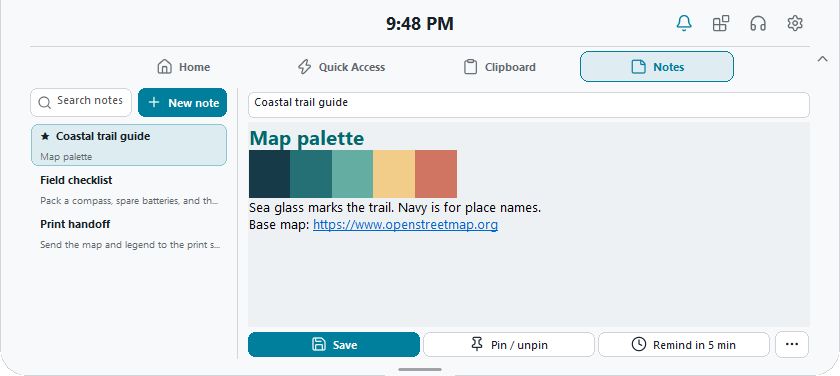 9:48 PM
Home
Quick Access
Clipboard
Notes
Search notes
New note
Coastal trail guide
Map palette
Field checklist
Pack a compass, spare batteries, and th...
Print handoff
Send the map and legend to the print s...
Coastal trail guide
Map palette
Sea glass marks the trail. Navy is for place names.
Base map: https://www.openstreetmap.org
Save
Pin / unpin
Remind in 5 min